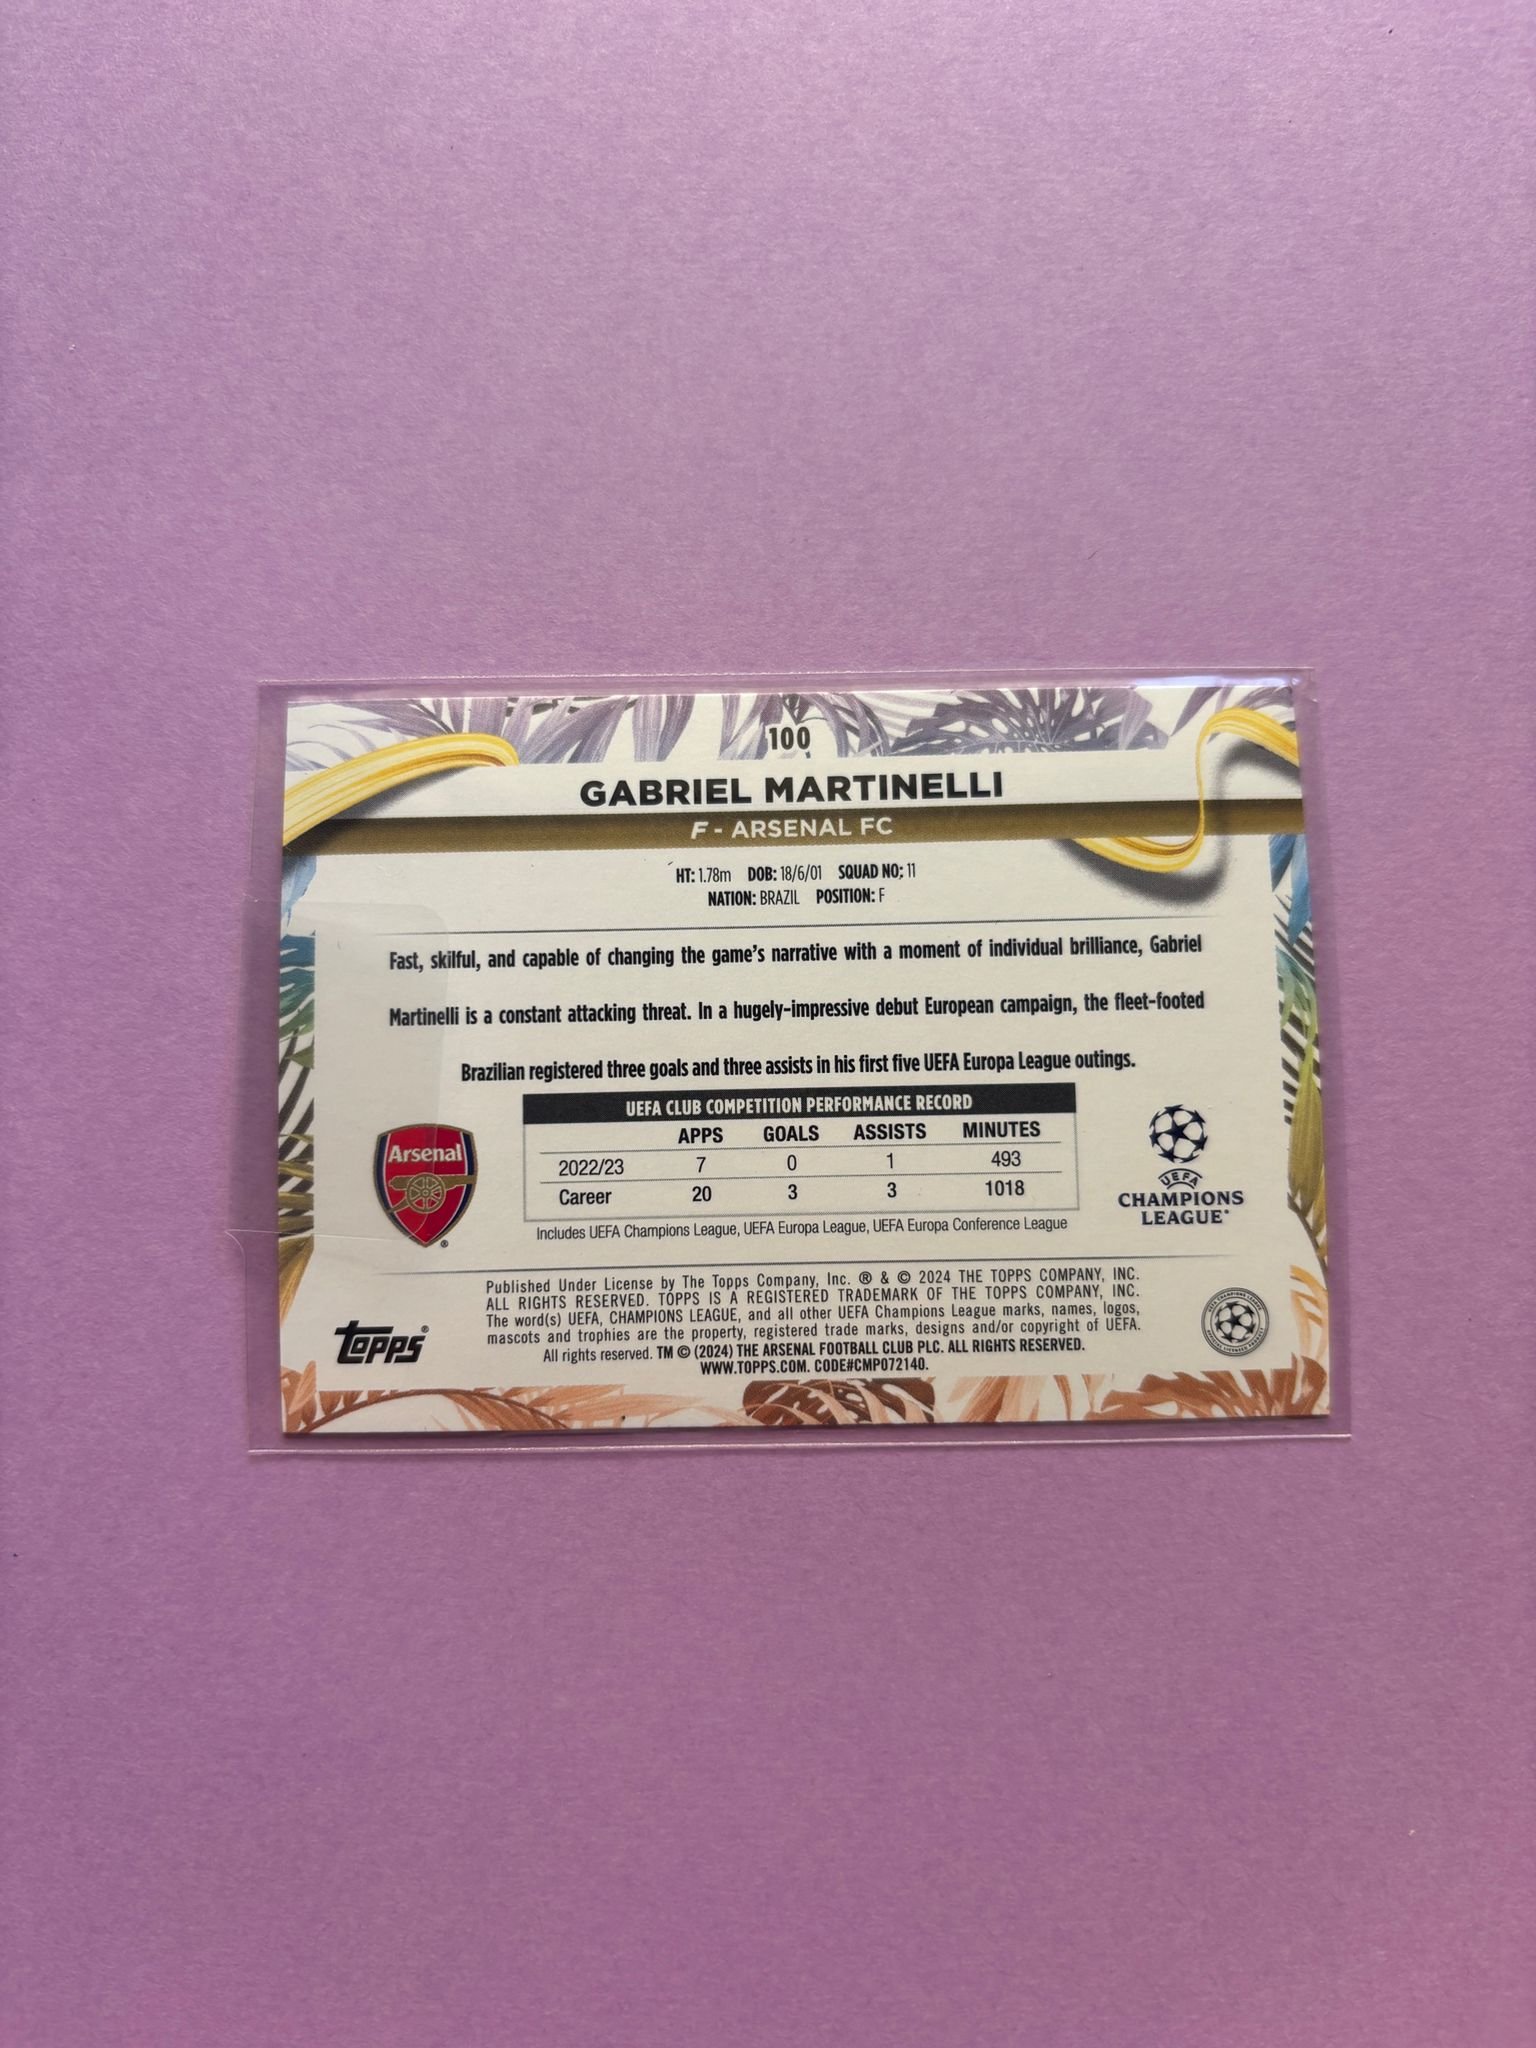 100
GABRIEL MARTINELLI
F - ARSENAL FC
HT: 1.78m DOB: 18/6/01 SQUAD NO: 11
NATION: BRAZIL POSITION: F
Fast, skilful, and capable of changing the game's narrative with a moment of individual brilliance, Gabriel
Martinelli is a constant attacking threat. In a hugely-impressive debut European campaign, the fleet-footed
Brazilian registered three goals and three assists in his first five UEFA Europa League outings.
UEFA CLUB COMPETITION PERFORMANCE RECORD
APPS GOALS ASSISTS MINUTES
2022/23 7 0 1 493
Career 20 3 3 1018
Includes UEFA Champions League, UEFA Europa League, UEFA Europa Conference League
Arsenal
®
UEFA
CHAMPIONS
LEAGUE®
Published Under License by The Topps Company, Inc. ® & © 2024 THE TOPPS COMPANY, INC.
ALL RIGHTS RESERVED. TOPPS IS A REGISTERED TRADEMARK OF THE TOPPS COMPANY, INC.
The word(s) UEFA, CHAMPIONS LEAGUE, and all other UEFA Champions League marks, names, logos,
mascots and trophies are the property, registered trade marks, designs and/or copyright of UEFA.
All rights reserved. TM © (2024) THE ARSENAL FOOTBALL CLUB PLC. ALL RIGHTS RESERVED.
WWW.TOPPS.COM. CODE#CMP072140.
Topps®